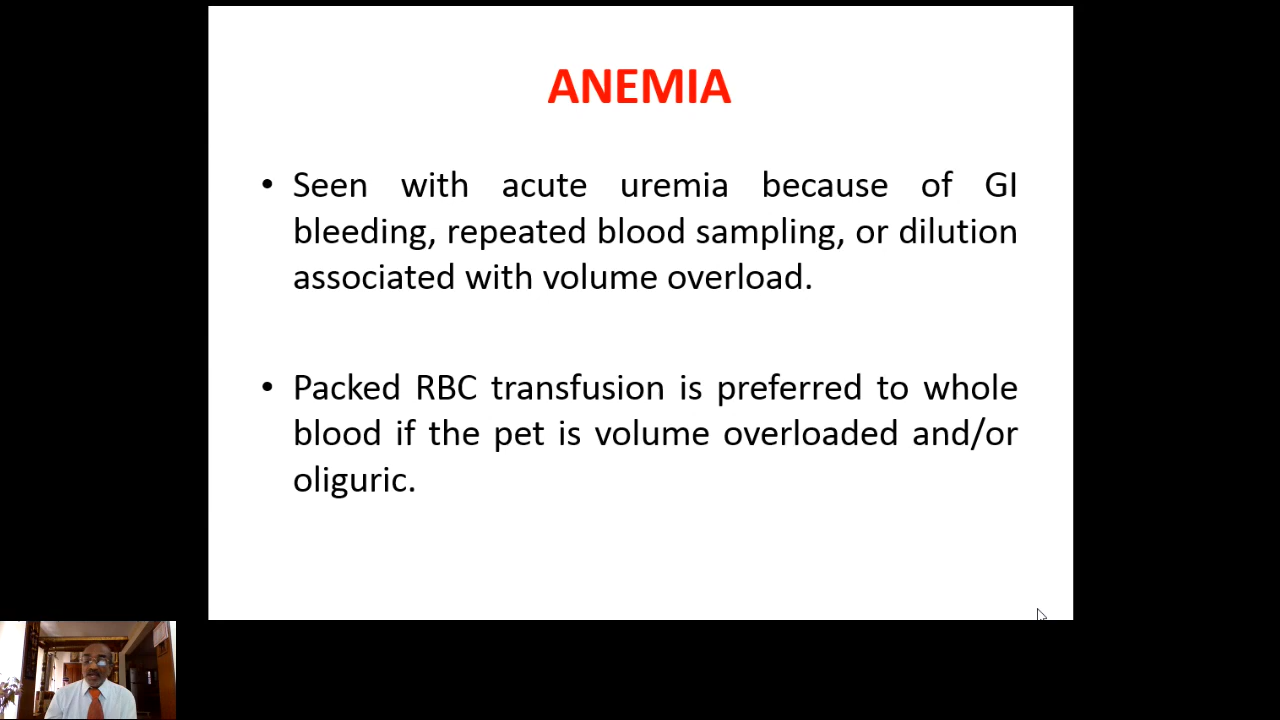 ANEMIA
• Seen with acute uremia because of GI
bleeding, repeated blood sampling, or dilution
associated with volume overload.
• Packed RBC transfusion is preferred to whole
blood if the pet is volume overloaded and/or
oliguric.